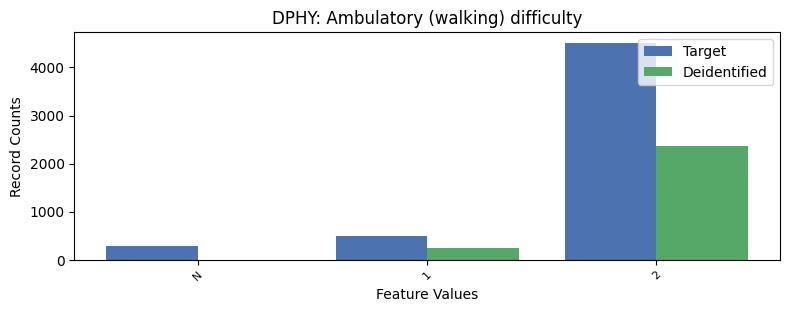 DPHY: Ambulatory (walking) difficulty
Target
Deidentified
Record Counts
4000
3000
2000
1000
0
N
1
2
Feature Values